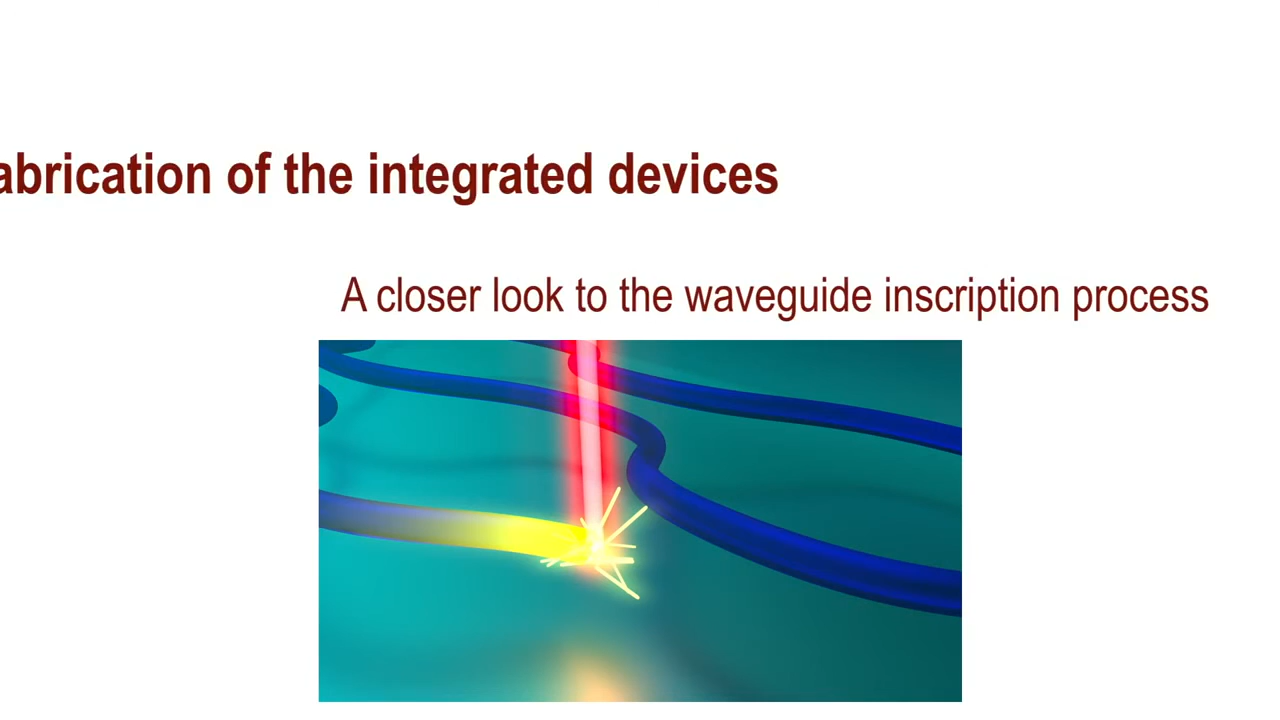 abrication of the integrated devices
A closer look to the waveguide inscription process